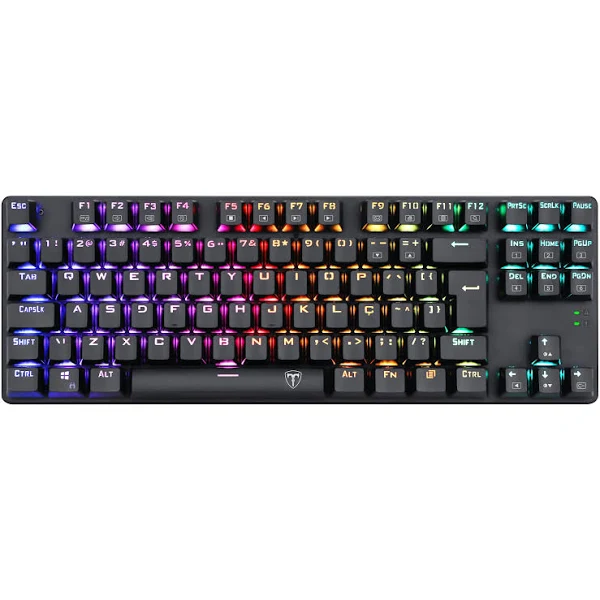 Esc F1 F2 F3 F4 F5 F6 F7 F8 F9 F10 F11 F12 PrtSc ScrLk Pause
'" 1! 2@ 3# 4$ 5% 6¨ 7& 8* 9( 0) - _ = + Ins Home PgUp
Tab Q W E R T Y U I O P [ { Del End PgDn
CapsLk A S D F G H J K L Ç ~ ^ ] }
Shift \ | Z X C V B N M , < . > ; : / ? Shift ↑
Ctrl Alt Alt Fn Ctrl ← ↓ →